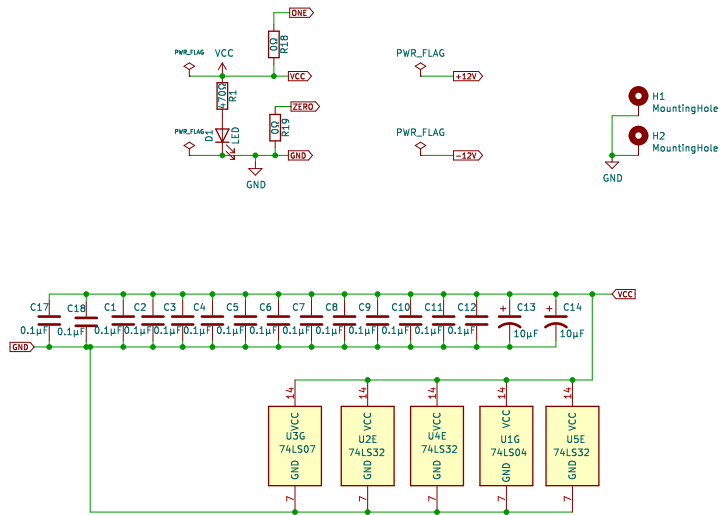 ONE
0Ω
R18
PWR_FLAG
VCC
VCC
PWR_FLAG
+12V
470Ω
R1
ZERO
H1
MountingHole
0Ω
R19
D1
LED
PWR_FLAG
GND
PWR_FLAG
-12V
H2
MountingHole
GND
GND
VCC
C17
0.1µF
C18
0.1µF
C1
0.1µF
C2
0.1µF
C3
0.1µF
C4
0.1µF
C5
0.1µF
C6
0.1µF
C7
0.1µF
C8
0.1µF
C9
0.1µF
C10
0.1µF
C11
0.1µF
C12
0.1µF
+
C13
10µF
+
C14
10µF
GND
14
VCC
U3G
74LS07
GND
7
14
VCC
U2E
74LS32
GND
7
14
VCC
U4E
74LS32
GND
7
14
VCC
U1G
74LS04
GND
7
14
VCC
U5E
74LS32
GND
7